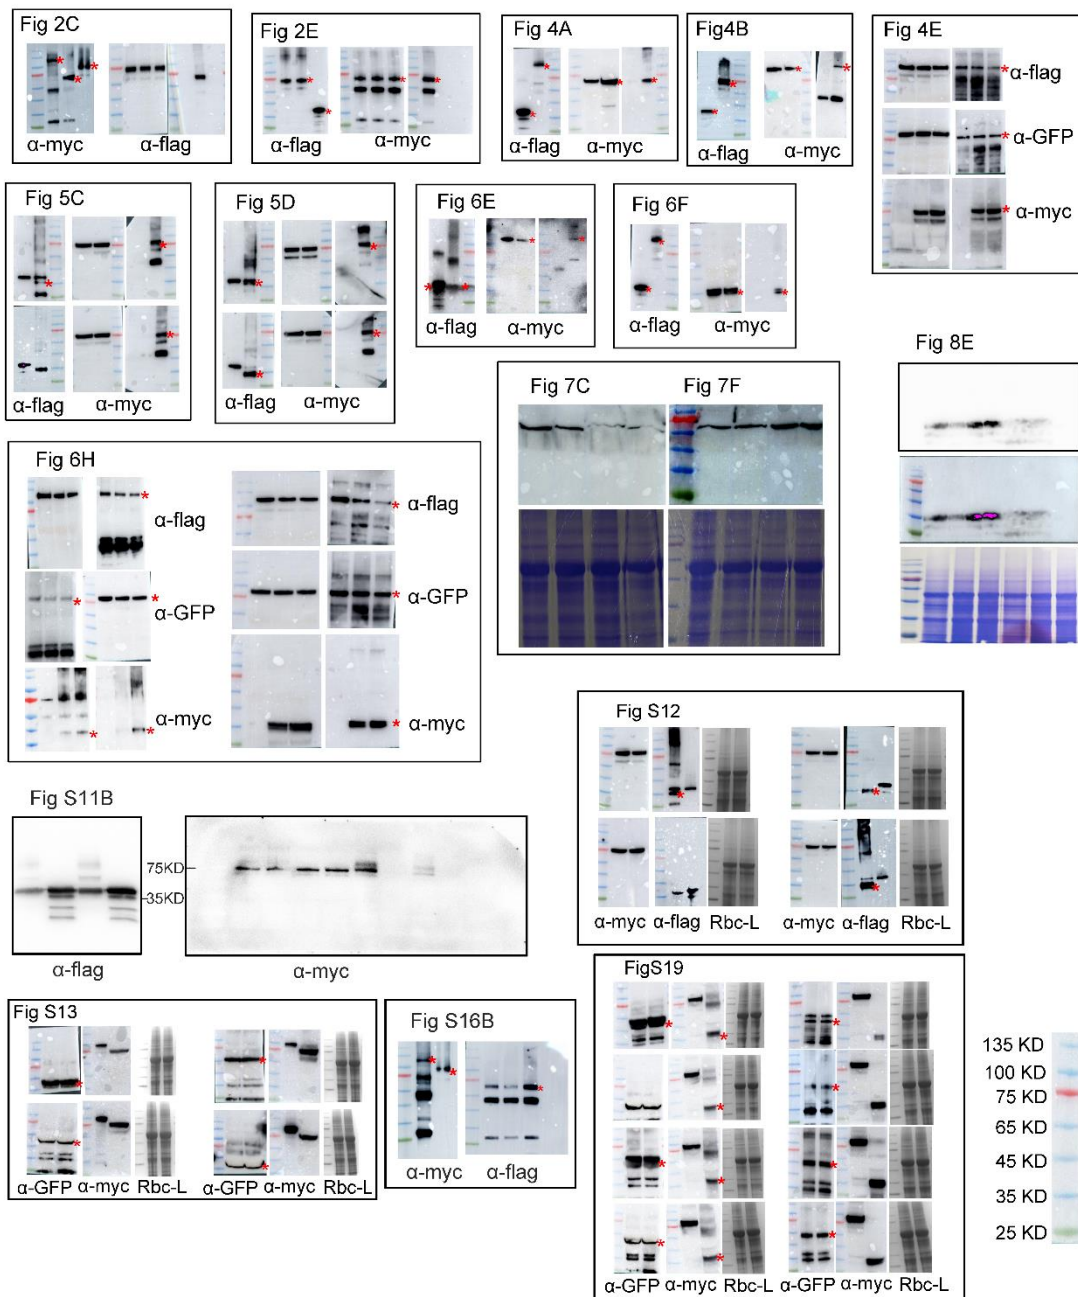 Fig 2C
α-myc
α-flag
Fig 2E
α-flag
α-myc
Fig 4A
α-flag
α-myc
Fig4B
α-flag
α-myc
Fig 4E
α-flag
α-GFP
α-myc
Fig 5C
α-flag
α-myc
Fig 5D
α-flag
α-myc
Fig 6E
α-flag
α-myc
Fig 6F
α-flag
α-myc
Fig 7C
Fig 7F
Fig 8E
Fig 6H
α-flag
α-GFP
α-myc
α-flag
α-GFP
α-myc
Fig S11B
75KD
35KD
α-flag
α-myc
Fig S12
α-myc
α-flag
Rbc-L
α-myc
α-flag
Rbc-L
Fig S13
α-GFP
α-myc
Rbc-L
α-GFP
α-myc
Rbc-L
Fig S16B
α-myc
α-flag
FigS19
α-GFP
α-myc
Rbc-L
α-GFP
α-myc
Rbc-L
135 KD
100 KD
75 KD
65 KD
45 KD
35 KD
25 KD